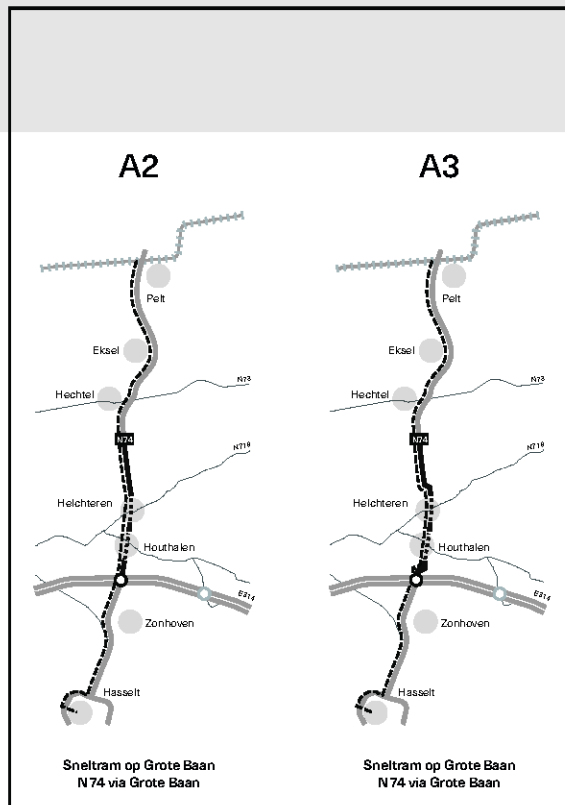 A2
Pelt
Eksel
Hechtel
N73
N74
N719
Helchteren
Houthalen
E314
Zonhoven
Hasselt
Sneltram op Grote Baan
N74 via Grote Baan
A3
Pelt
Eksel
Hechtel
N73
N74
N719
Helchteren
Houthalen
E314
Zonhoven
Hasselt
Sneltram op Grote Baan
N74 via Grote Baan